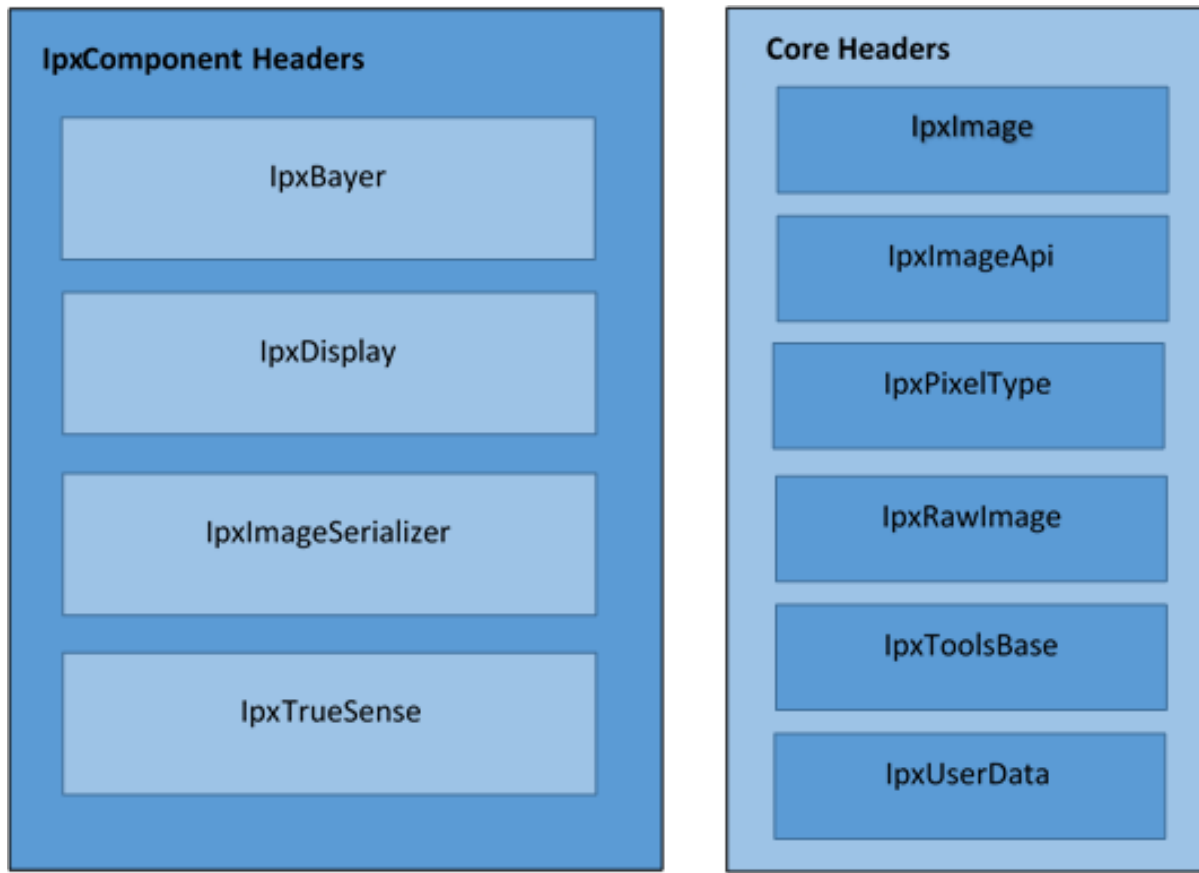 IpxComponent Headers
IpxBayer
IpxDisplay
IpxImageSerializer
IpxTrueSense
Core Headers
IpxImage
IpxImageApi
IpxPixelType
IpxRawImage
IpxToolsBase
IpxUserData